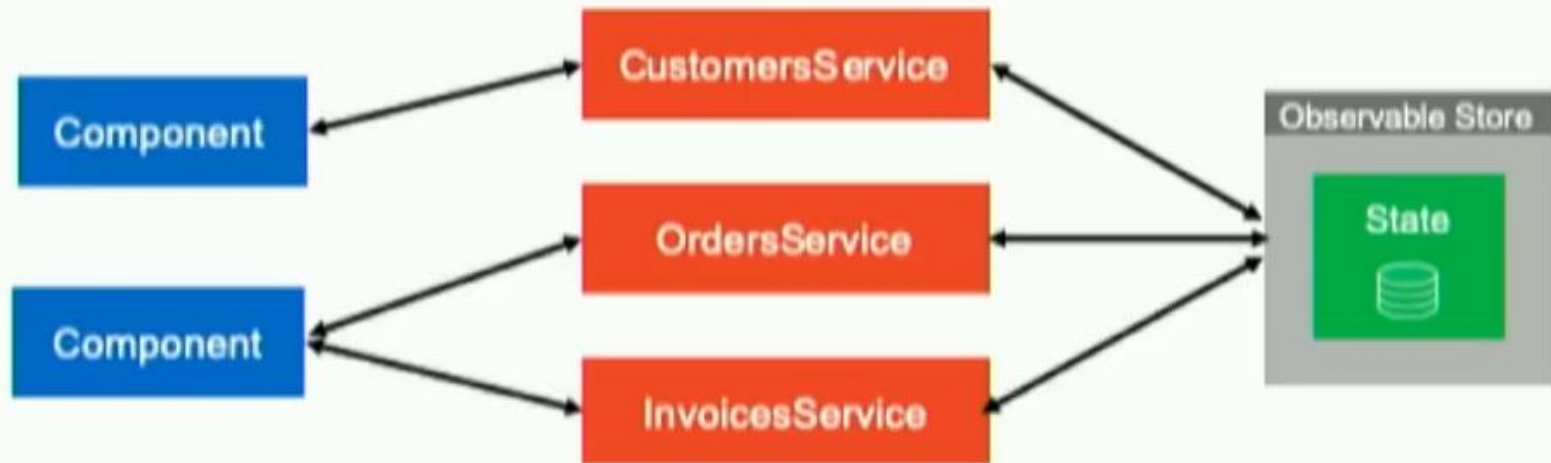 CustomersService
Component
Observable Store
State
OrdersService
Component
InvoicesService